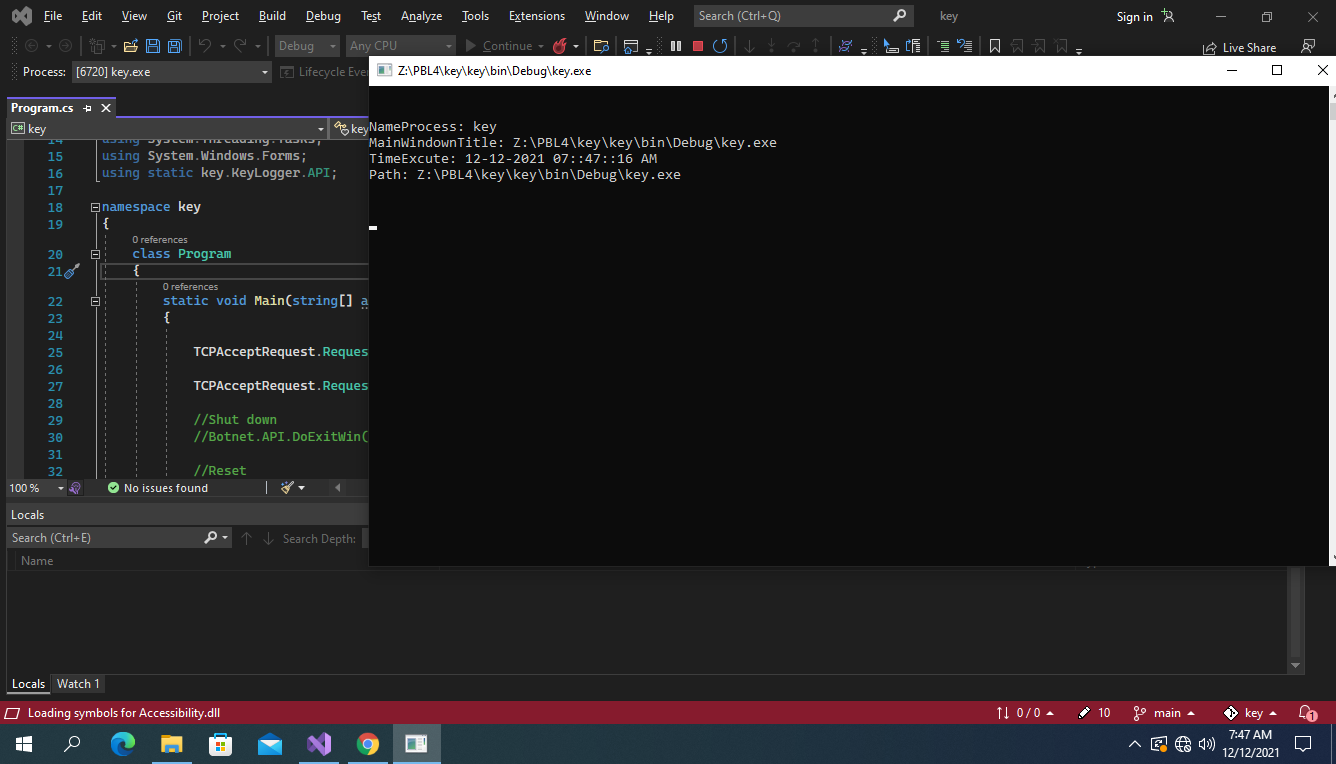 File Edit View Git Project Build Debug Test Analyze Tools Extensions Window Help Search (Ctrl+Q) key Sign in
Debug Any CPU Continue Live Share
Process: [6720] key.exe Lifecycle
Z:\PBL4\key\key\bin\Debug\key.exe
Program.cs
key key
14 using System.Threading.Tasks;
15 using System.Windows.Forms;
16 using static key.KeyLogger.API;
17
18 namespace key
19 {
0 references
20 class Program
21 {
0 references
22 static void Main(string[] a
23 {
24
25 TCPAcceptRequest.Reques
26
27 TCPAcceptRequest.Reques
28
29 //Shut down
30 //Botnet.API.DoExitWin(
31
32 //Reset
NameProcess: key
MainWindownTitle: Z:\PBL4\key\key\bin\Debug\key.exe
TimeExcute: 12-12-2021 07::47::16 AM
Path: Z:\PBL4\key\key\bin\Debug\key.exe
100 % No issues found
Locals
Search (Ctrl+E) Search Depth:
Name
Locals Watch 1
Loading symbols for Accessibility.dll 0 / 0 10 main key 1
7:47 AM
12/12/2021